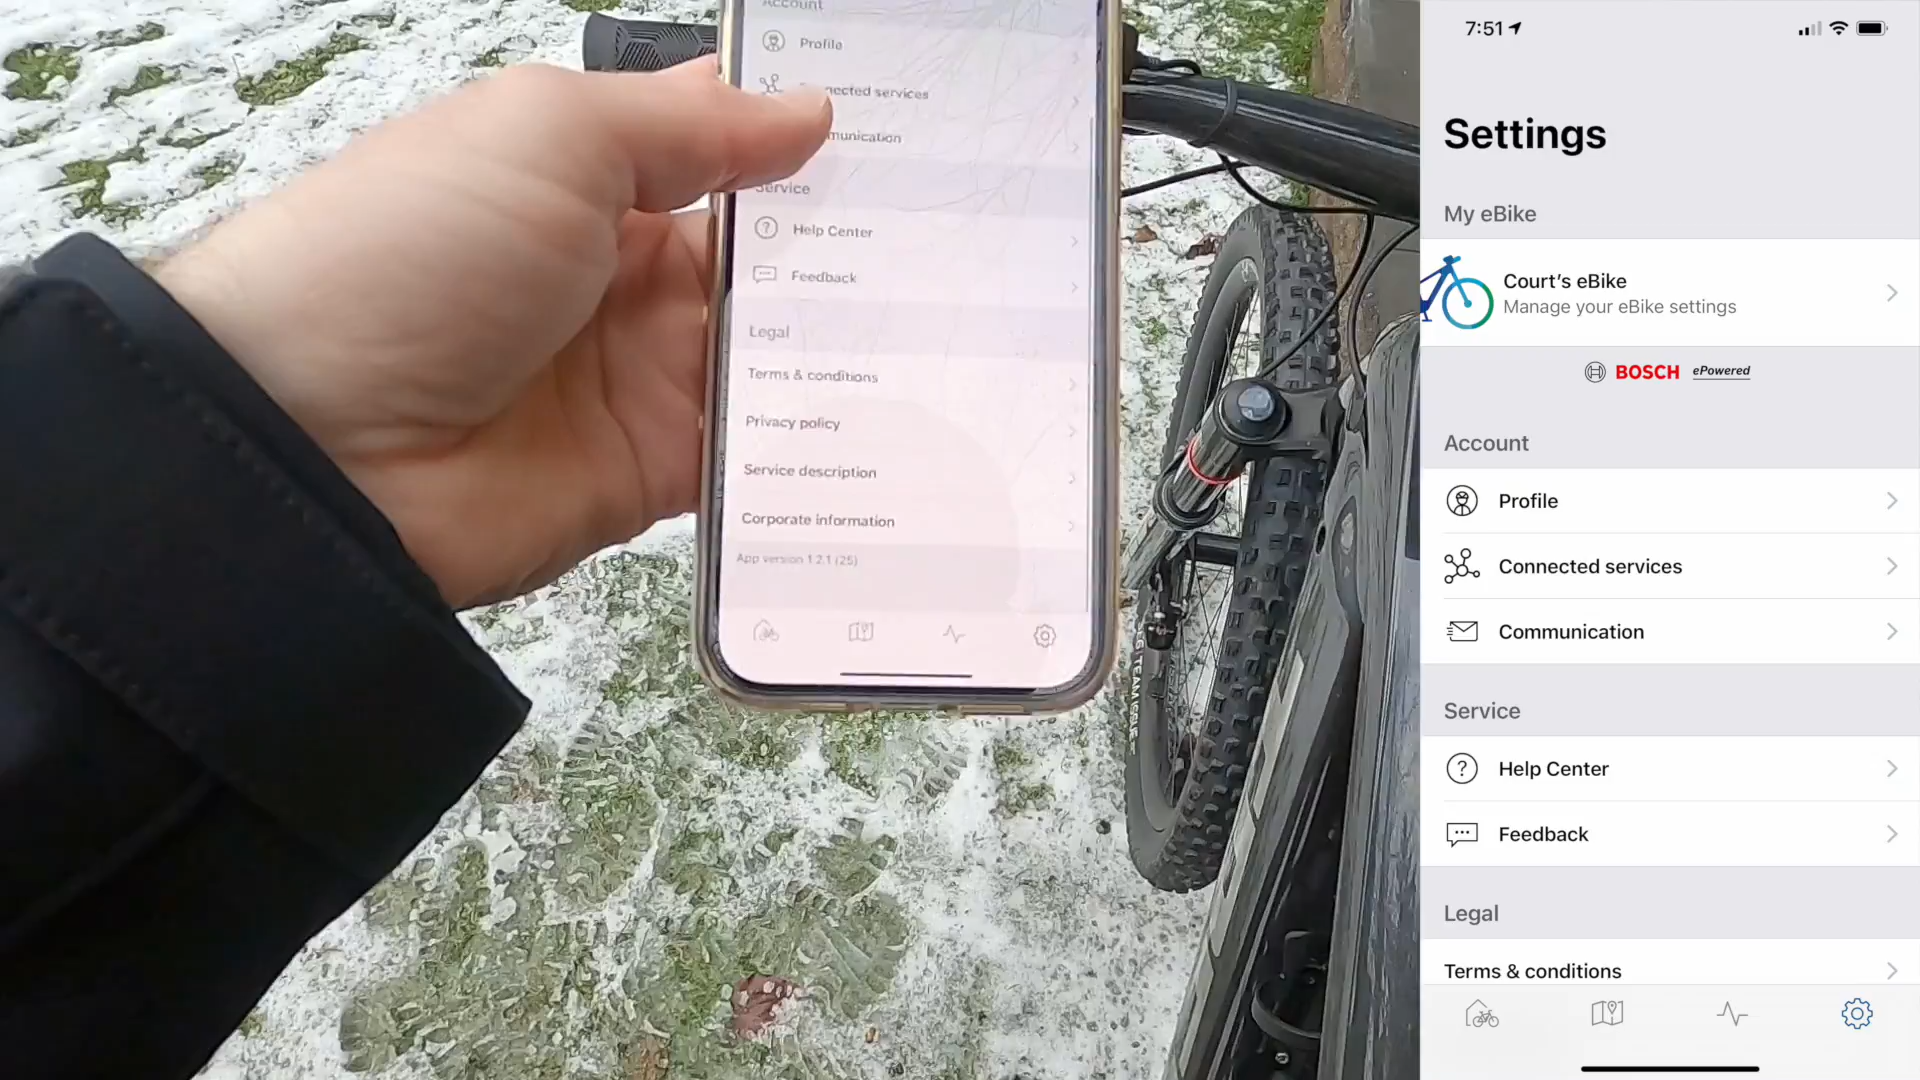 Account
Profile
nnected services
munication
Service
Help Center
Feedback
Legal
Terms & conditions
Privacy policy
Service description
Corporate information
App version 1.2.1 (25)
7:51
Settings
My eBike
Court's eBike
Manage your eBike settings
BOSCH ePowered
Account
Profile
Connected services
Communication
Service
Help Center
Feedback
Legal
Terms & conditions